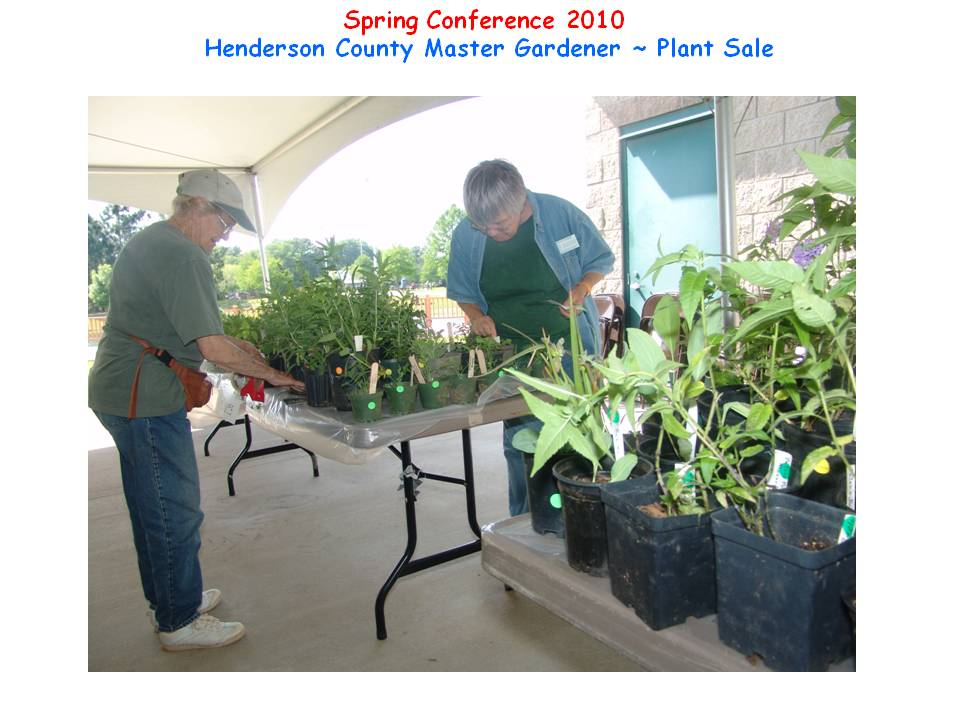 Spring Conference 2010
Henderson County Master Gardener ~ Plant Sale